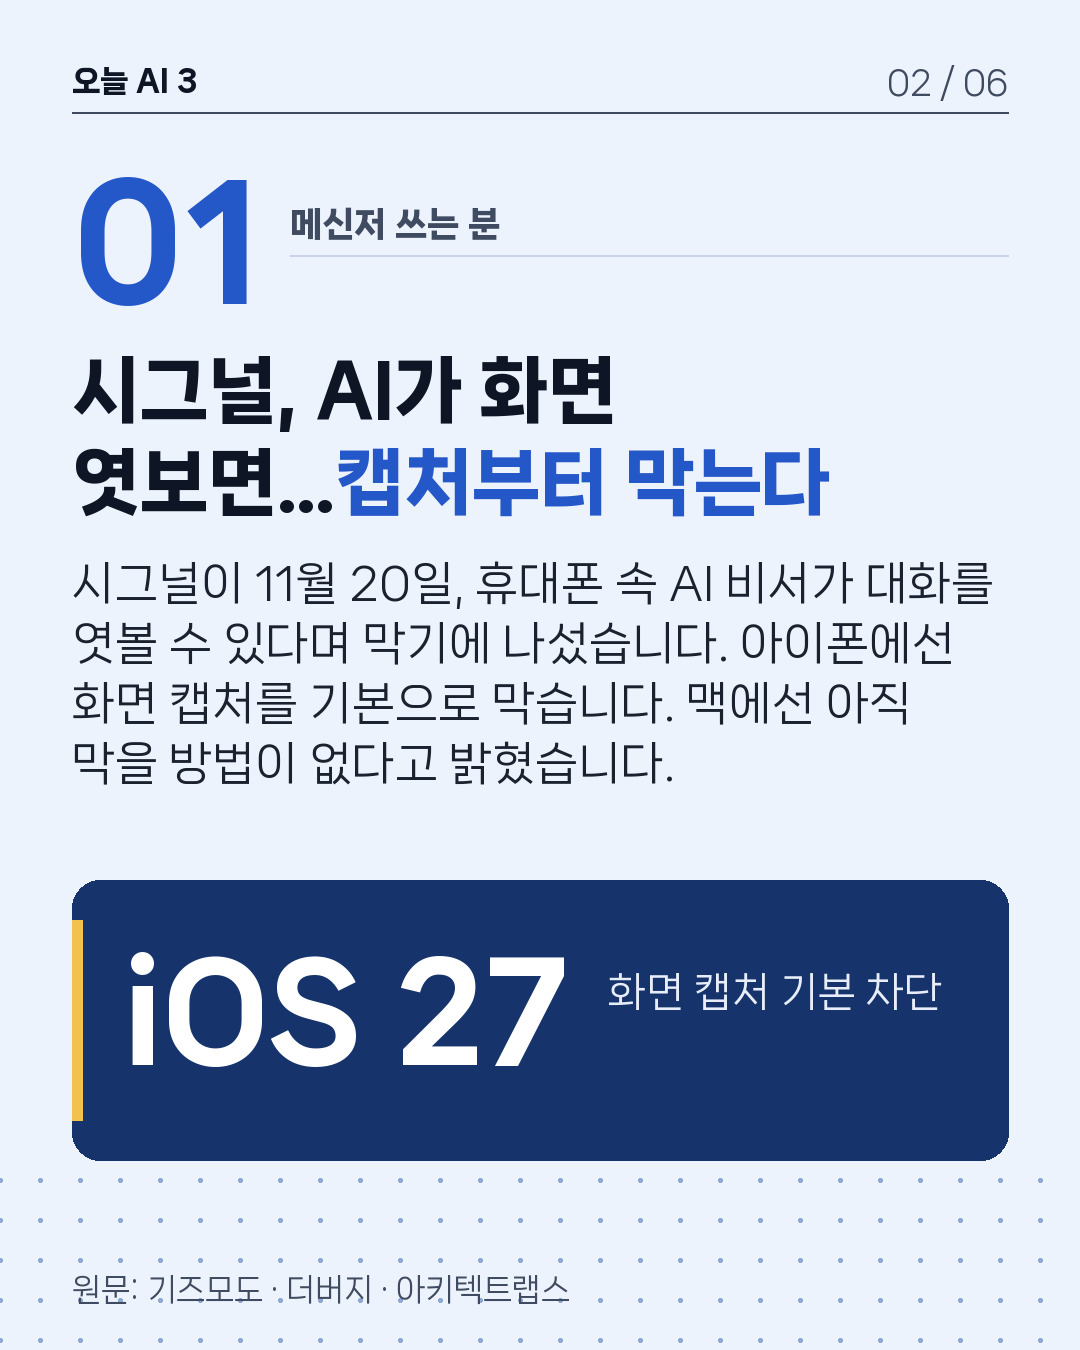 오늘 AI 3
02 / 06
01
메신저 쓰는 분
시그널, AI가 화면
엿보면...캡처부터 막는다
시그널이 11월 20일, 휴대폰 속 AI 비서가 대화를
엿볼 수 있다며 막기에 나섰습니다. 아이폰에선
화면 캡처를 기본으로 막습니다. 맥에선 아직
막을 방법이 없다고 밝혔습니다.
iOS 27
화면 캡처 기본 차단
원문: 기즈모도 · 더버지 · 아키텍트랩스